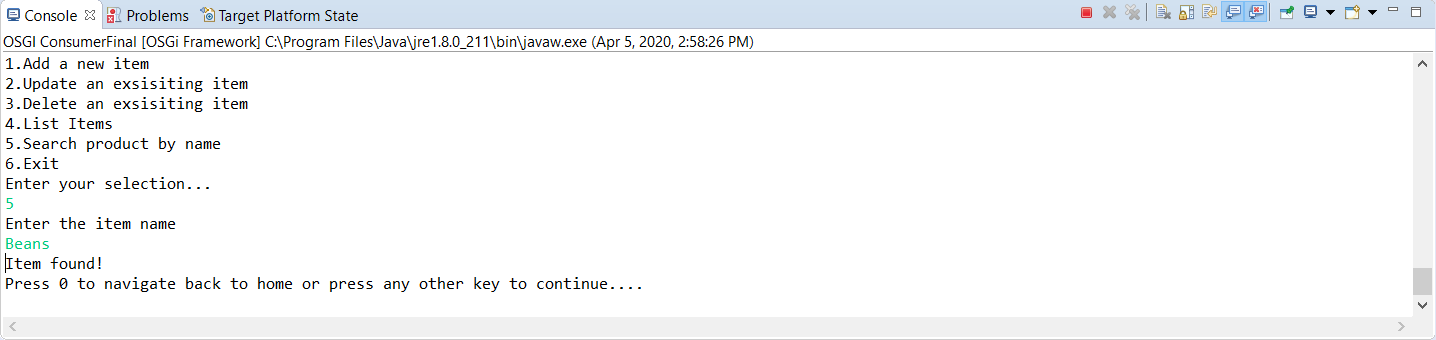 Console Problems Target Platform State
OSGI ConsumerFinal [OSGi Framework] C:\Program Files\Java\jre1.8.0_211\bin\javaw.exe (Apr 5, 2020, 2:58:26 PM)
1.Add a new item
2.Update an exsisiting item
3.Delete an exsisiting item
4.List Items
5.Search product by name
6.Exit
Enter your selection...
5
Enter the item name
Beans
Item found!
Press 0 to navigate back to home or press any other key to continue....